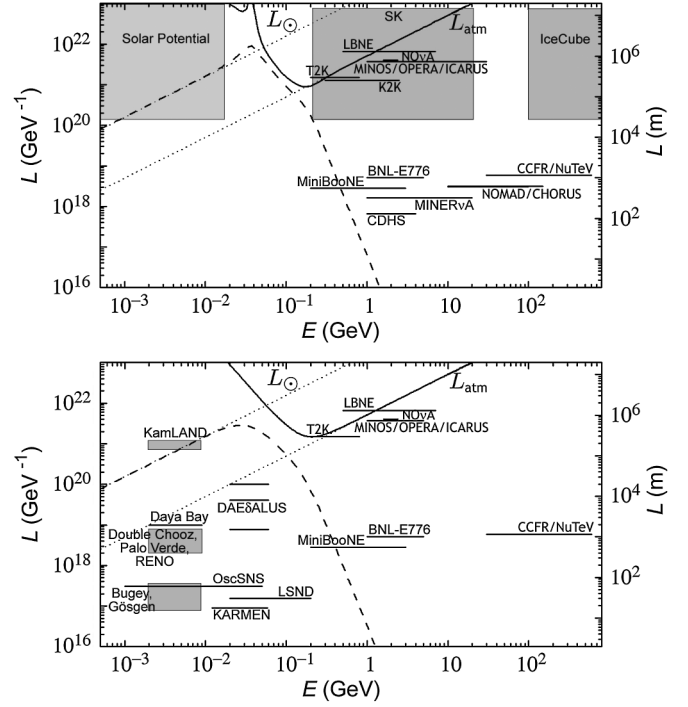 L⊙
SK
L_atm
Solar Potential
LBNE
IceCube
NOνA
T2K
MINOS/OPERA/ICARUS
K2K
BNL-E776
CCFR/NuTeV
MiniBooNE
NOMAD/CHORUS
MINERνA
CDHS
10^22
10^20
10^18
10^16
L (GeV^-1)
10^6
10^4
10^2
L (m)
10^-3
10^-2
10^-1
1
10
10^2
E (GeV)
L⊙
L_atm
LBNE
NOνA
KamLAND
T2K
MINOS/OPERA/ICARUS
DAEδALUS
Daya Bay
Double Chooz,
Palo Verde,
RENO
BNL-E776
CCFR/NuTeV
MiniBooNE
OscSNS
Bugey,
Gösgen
LSND
KARMEN
10^22
10^20
10^18
10^16
L (GeV^-1)
10^6
10^4
10^2
L (m)
10^-3
10^-2
10^-1
1
10
10^2
E (GeV)